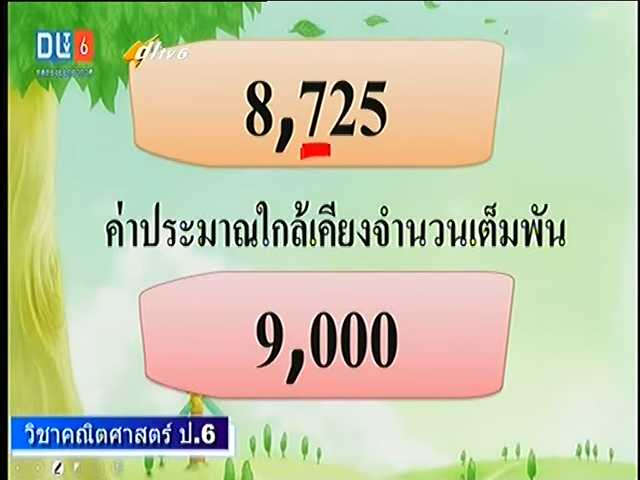 DLTV 6
dltv6
8,725
ค่าประมาณใกล้เคียงจำนวนเต็มพัน
9,000
วิชาคณิตศาสตร์ ป.6